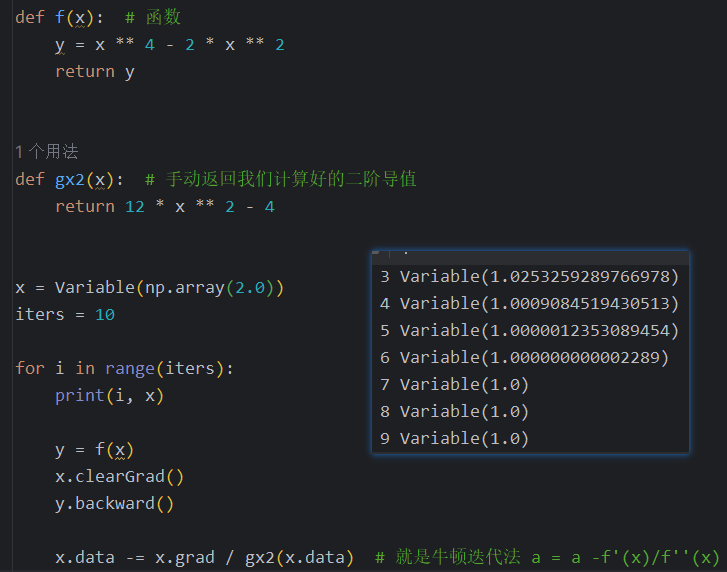 def f(x):  # 函数
    y = x ** 4 - 2 * x ** 2
    return y
1 个用法
def gx2(x):  # 手动返回我们计算好的二阶导值
    return 12 * x ** 2 - 4
x = Variable(np.array(2.0))
iters = 10
for i in range(iters):
    print(i, x)
    y = f(x)
    x.clearGrad()
    y.backward()
    x.data -= x.grad / gx2(x.data)  # 就是牛顿迭代法 a = a -f'(x)/f''(x)
3 Variable(1.0253259289766978)
4 Variable(1.0009084519430513)
5 Variable(1.0000012353089454)
6 Variable(1.000000000002289)
7 Variable(1.0)
8 Variable(1.0)
9 Variable(1.0)